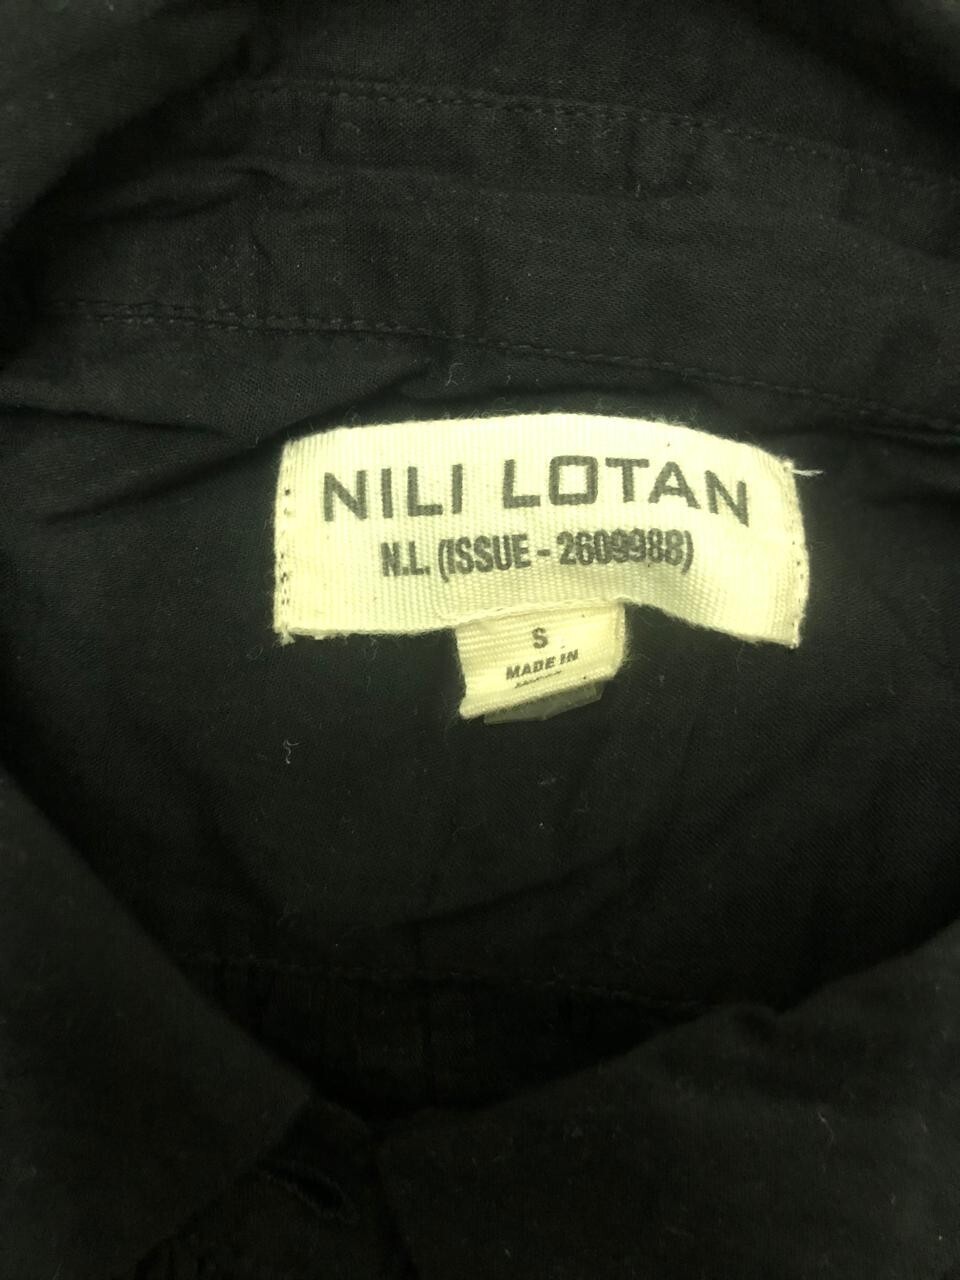 NILI LOTAN
N.L. (ISSUE - 2609988)
S
MADE IN